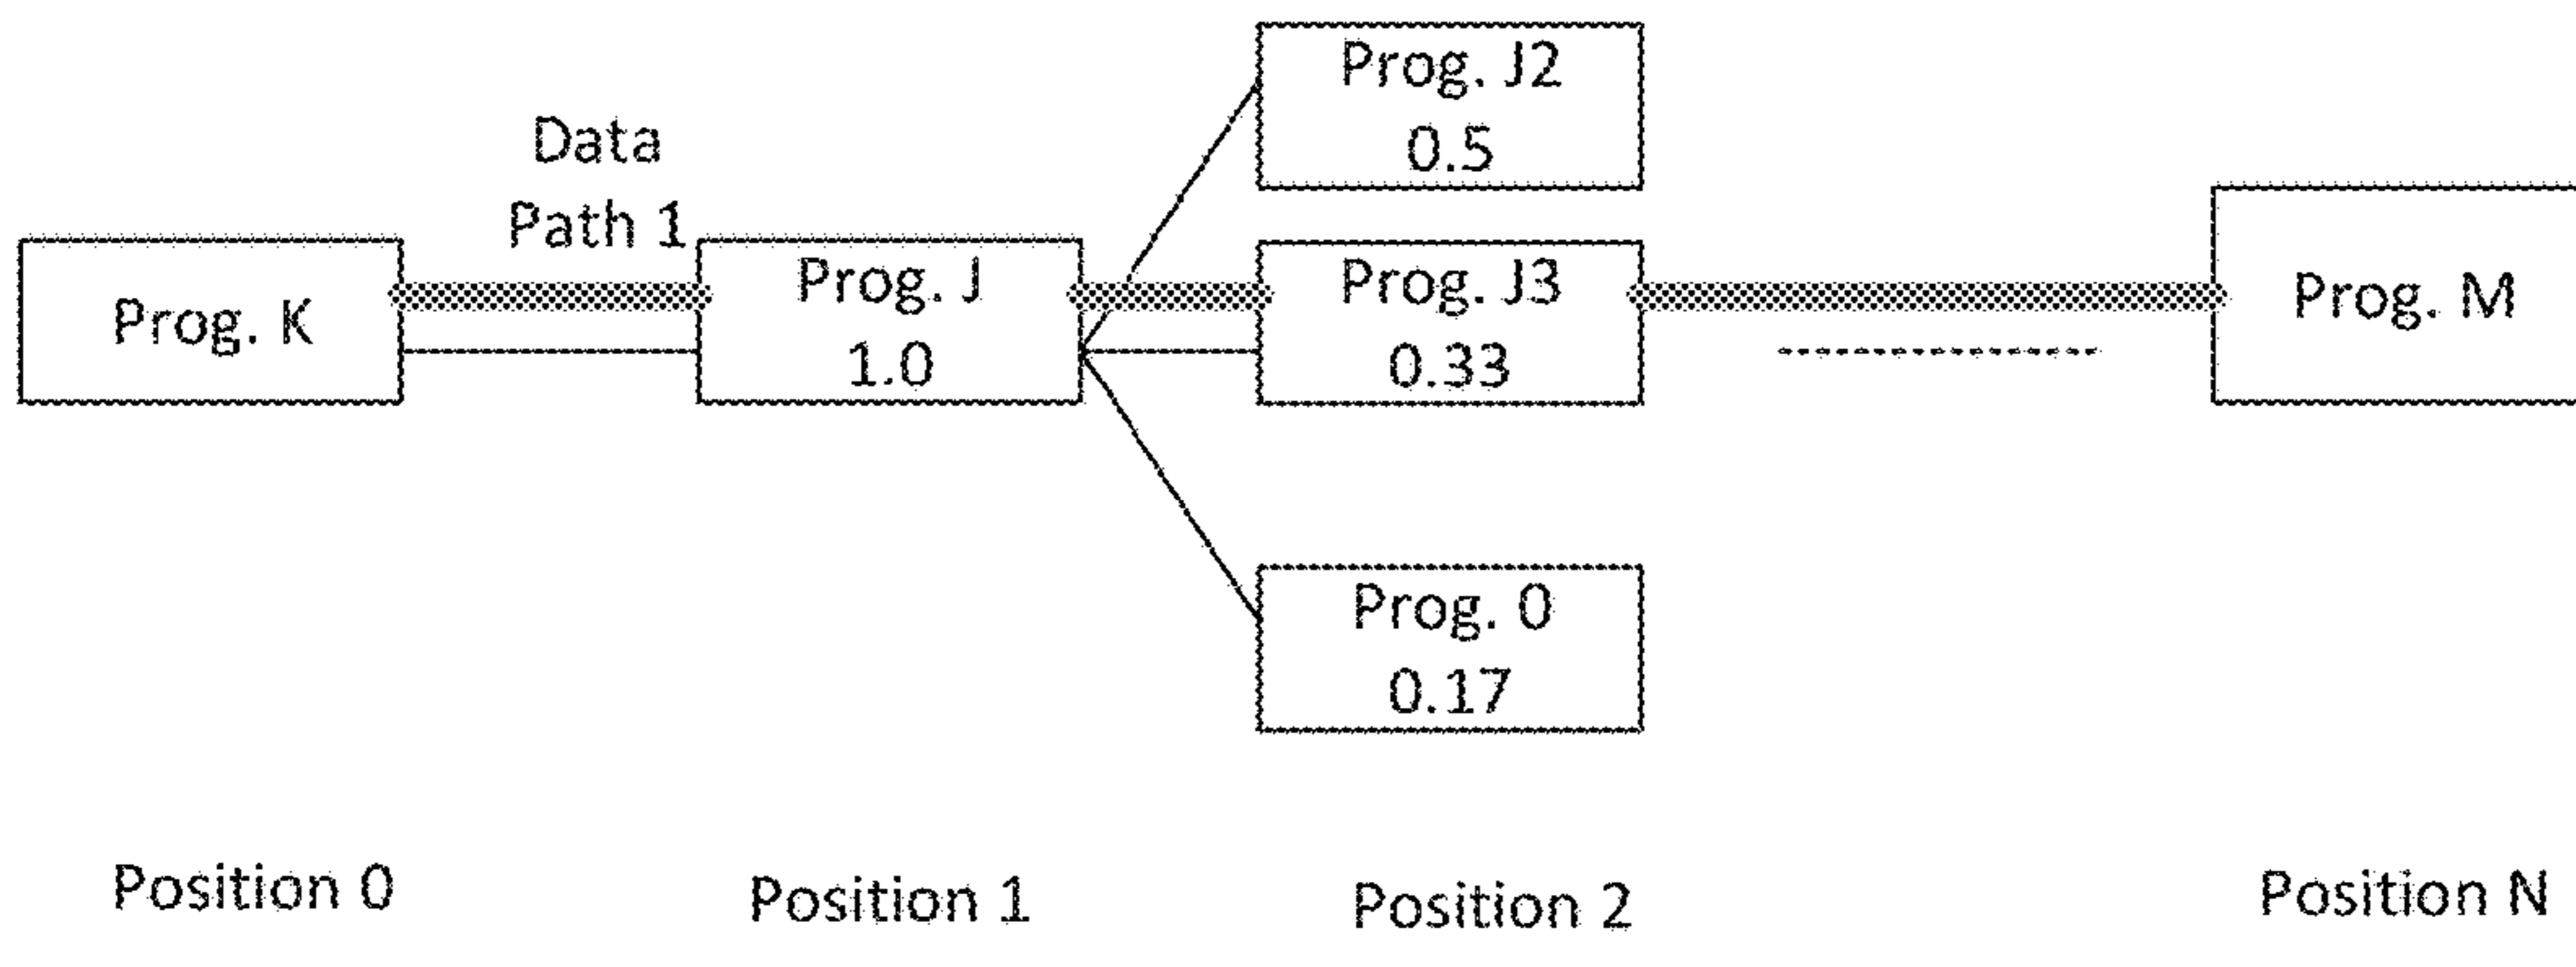 Prog. J2
0.5
Data
Path 1
Prog. K
Prog. J
1.0
Prog. J3
0.33
Prog. M
Prog. 0
0.17
Position 0
Position 1
Position 2
Position N